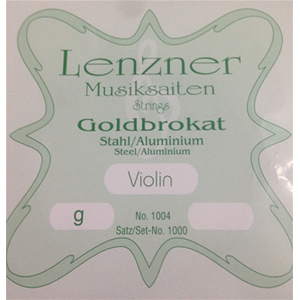 Lenzner
Musiksaiten
Strings
Goldbrokat
Stahl/Aluminium
Steel/Aluminium
Violin
g No. 1004
Satz/Set-No. 1000